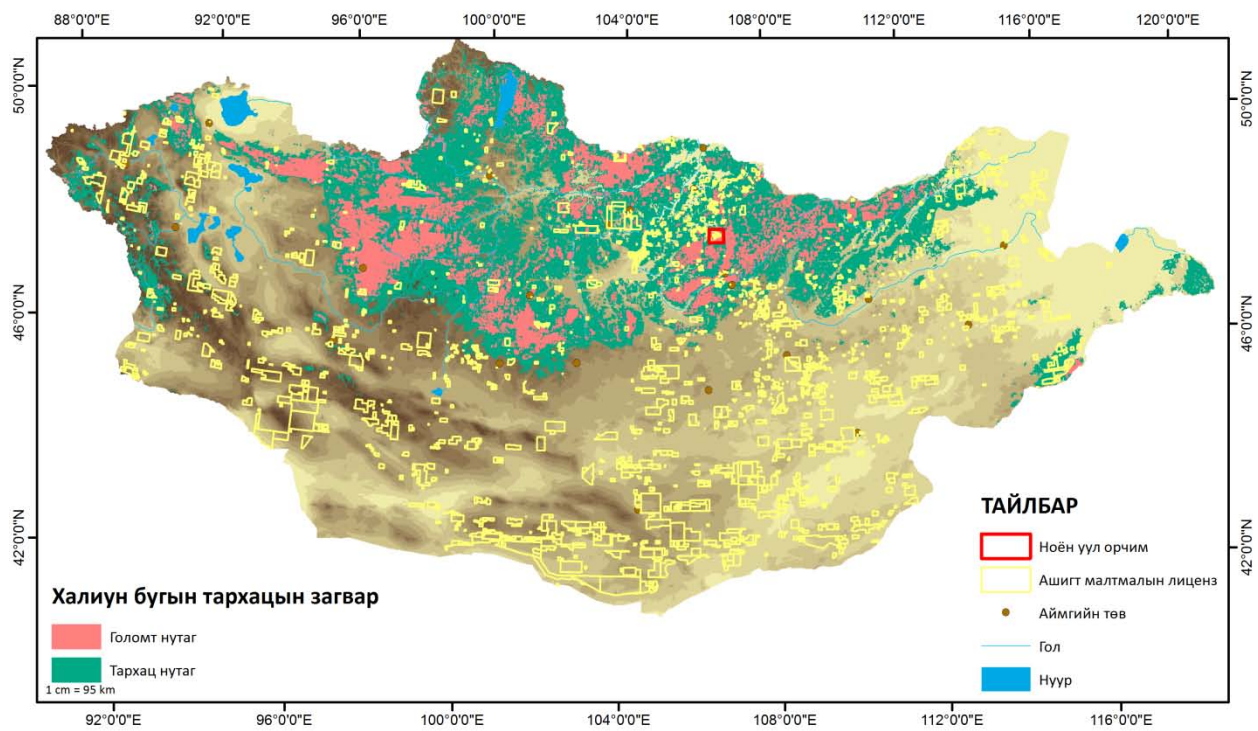 88°0'0"E 92°0'0"E 96°0'0"E 100°0'0"E 104°0'0"E 108°0'0"E 112°0'0"E 116°0'0"E 120°0'0"E
50°0'0"N
50°0'0"N
46°0'0"N
46°0'0"N
42°0'0"N
42°0'0"N
Халиун бугын тархацын загвар
Голомт нутаг
Тархац нутаг
1 cm = 95 km
ТАЙЛБАР
Ноён уул орчим
Ашигт малтмалын лиценз
Аймгийн төв
Гол
Нуур
92°0'0"E 96°0'0"E 100°0'0"E 104°0'0"E 108°0'0"E 112°0'0"E 116°0'0"E